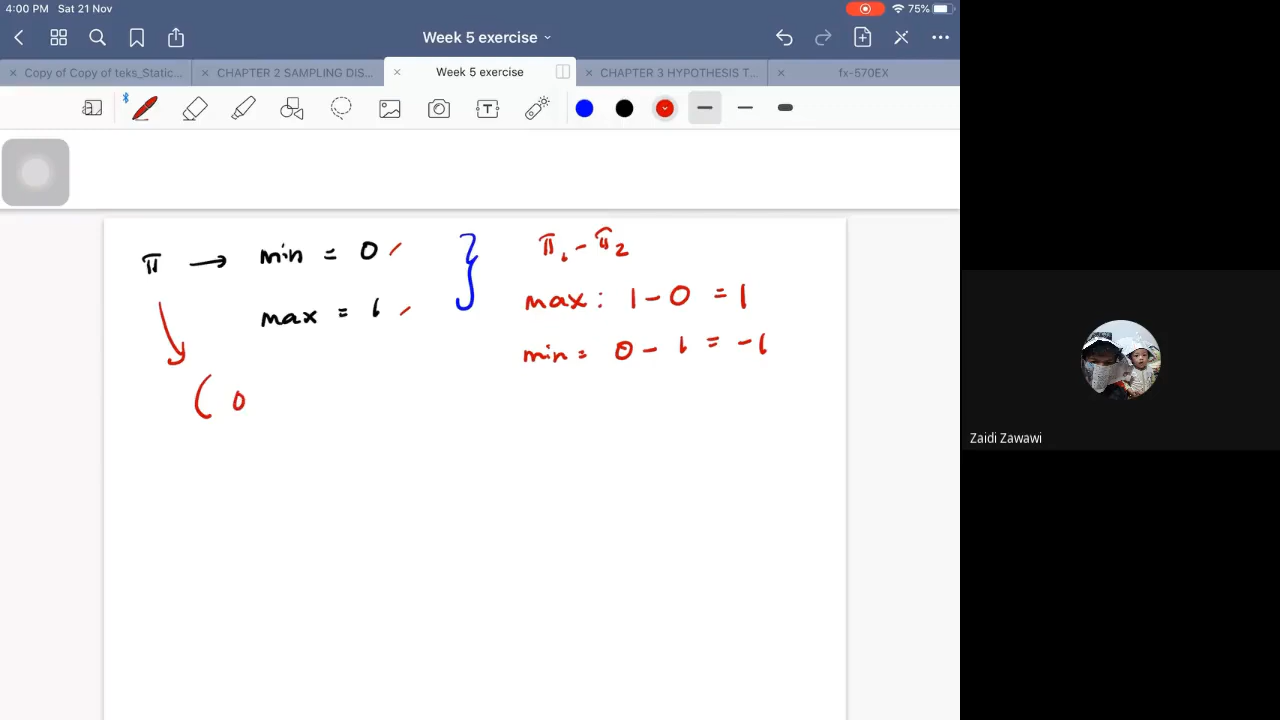 4:00 PM Sat 21 Nov
75%
Week 5 exercise
Copy of Copy of teks_Static...
CHAPTER 2 SAMPLING DIS...
Week 5 exercise
CHAPTER 3 HYPOTHESIS T...
fx-570EX
T
π → min = 0
max = 1
π₁ - π₂
max : 1 - 0 = 1
min = 0 - 1 = -1
( 0
Zaidi Zawawi